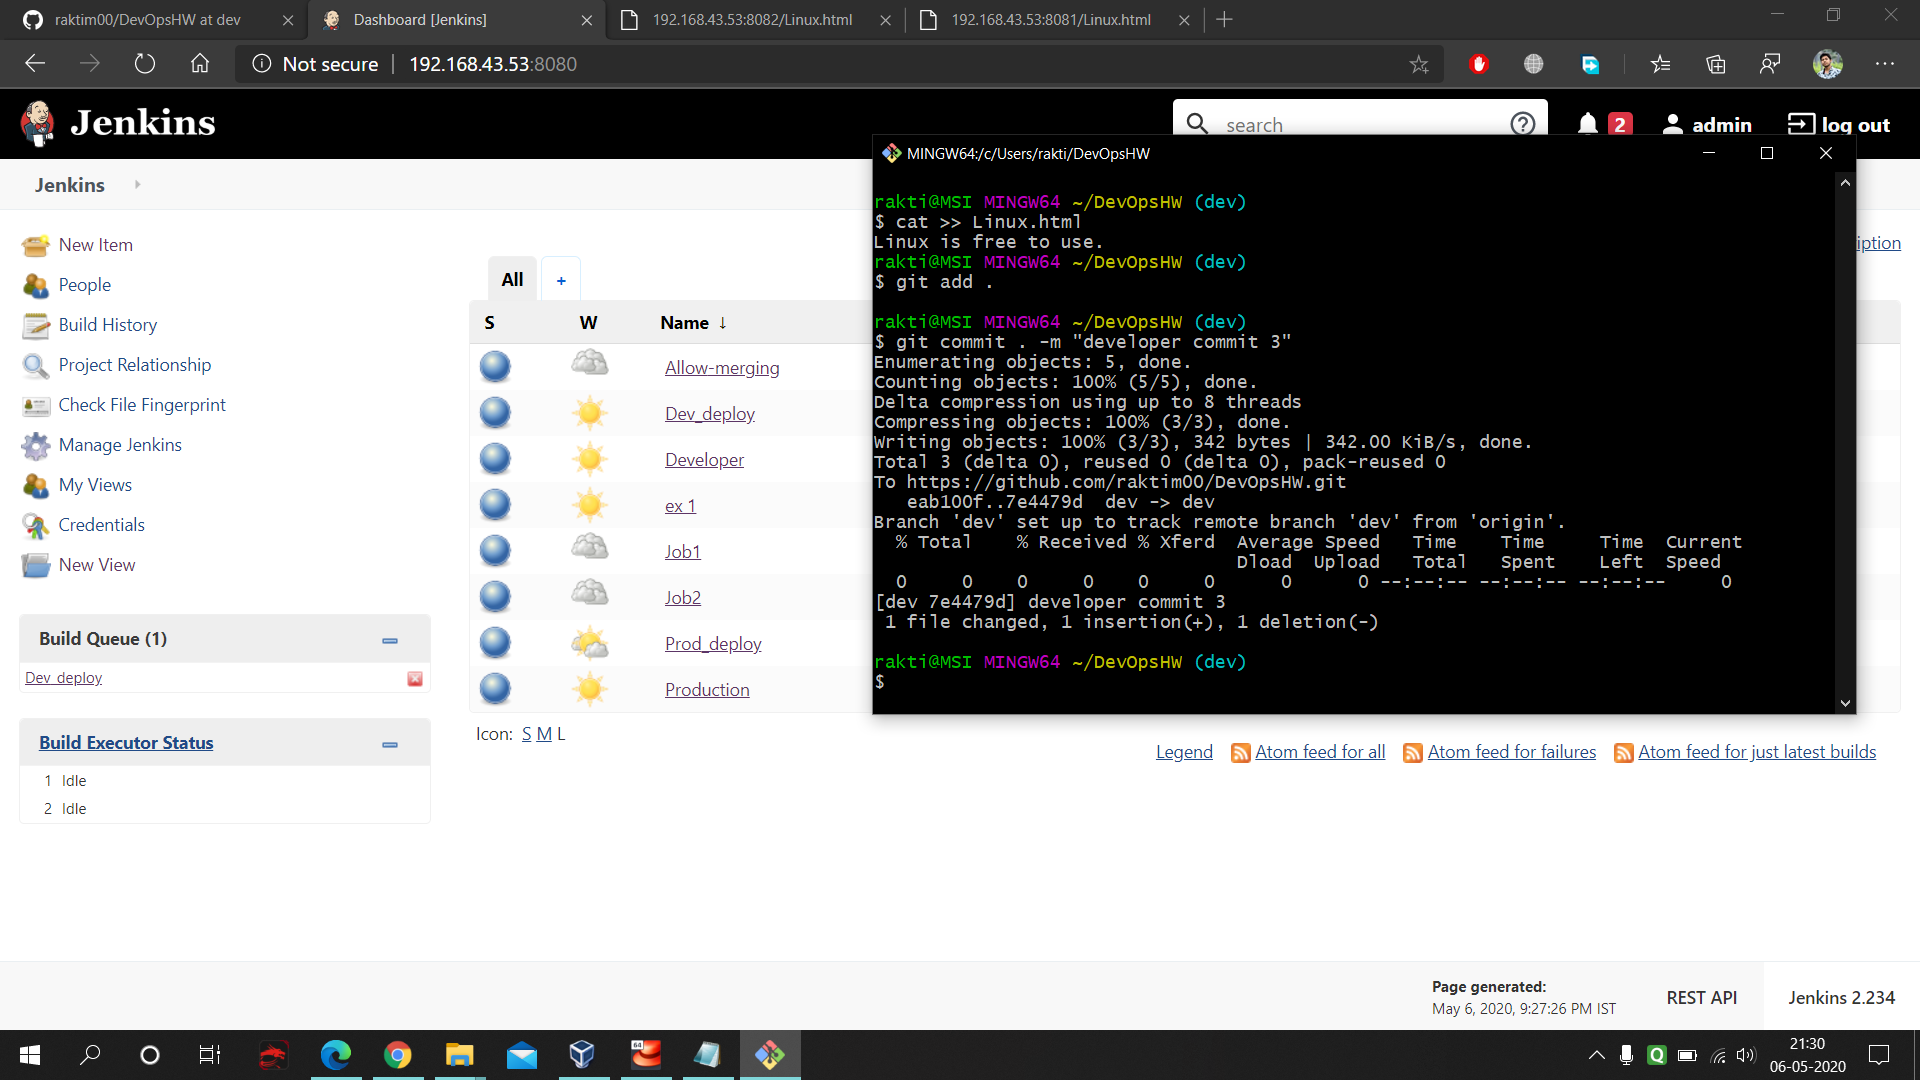 raktim00/DevOpsHW at dev
Dashboard [Jenkins]
192.168.43.53:8082/Linux.html
192.168.43.53:8081/Linux.html
Not secure
192.168.43.53:8080
Jenkins
search
2
admin
log out
Jenkins
New Item
People
Build History
Project Relationship
Check File Fingerprint
Manage Jenkins
My Views
Credentials
New View
Build Queue (1)
Dev_deploy
Build Executor Status
1 Idle
2 Idle
iption
All
+
S W Name ↓
Allow-merging
Dev_deploy
Developer
ex 1
Job1
Job2
Prod_deploy
Production
Icon: S M L
MINGW64:/c/Users/rakti/DevOpsHW
rakti@MSI MINGW64 ~/DevOpsHW (dev)
$ cat >> Linux.html
Linux is free to use.
rakti@MSI MINGW64 ~/DevOpsHW (dev)
$ git add .
rakti@MSI MINGW64 ~/DevOpsHW (dev)
$ git commit . -m "developer commit 3"
Enumerating objects: 5, done.
Counting objects: 100% (5/5), done.
Delta compression using up to 8 threads
Compressing objects: 100% (3/3), done.
Writing objects: 100% (3/3), 342 bytes | 342.00 KiB/s, done.
Total 3 (delta 0), reused 0 (delta 0), pack-reused 0
To https://github.com/raktim00/DevOpsHW.git
eab100f..7e4479d dev -> dev
Branch 'dev' set up to track remote branch 'dev' from 'origin'.
% Total % Received % Xferd Average Speed Time Time Time Current
Dload Upload Total Spent Left Speed
0 0 0 0 0 0 0 0 --:--:-- --:--:-- --:--:-- 0
[dev 7e4479d] developer commit 3
1 file changed, 1 insertion(+), 1 deletion(-)
rakti@MSI MINGW64 ~/DevOpsHW (dev)
$
Legend
Atom feed for all
Atom feed for failures
Atom feed for just latest builds
Page generated:
May 6, 2020, 9:27:26 PM IST
REST API
Jenkins 2.234
64
Q
21:30
06-05-2020